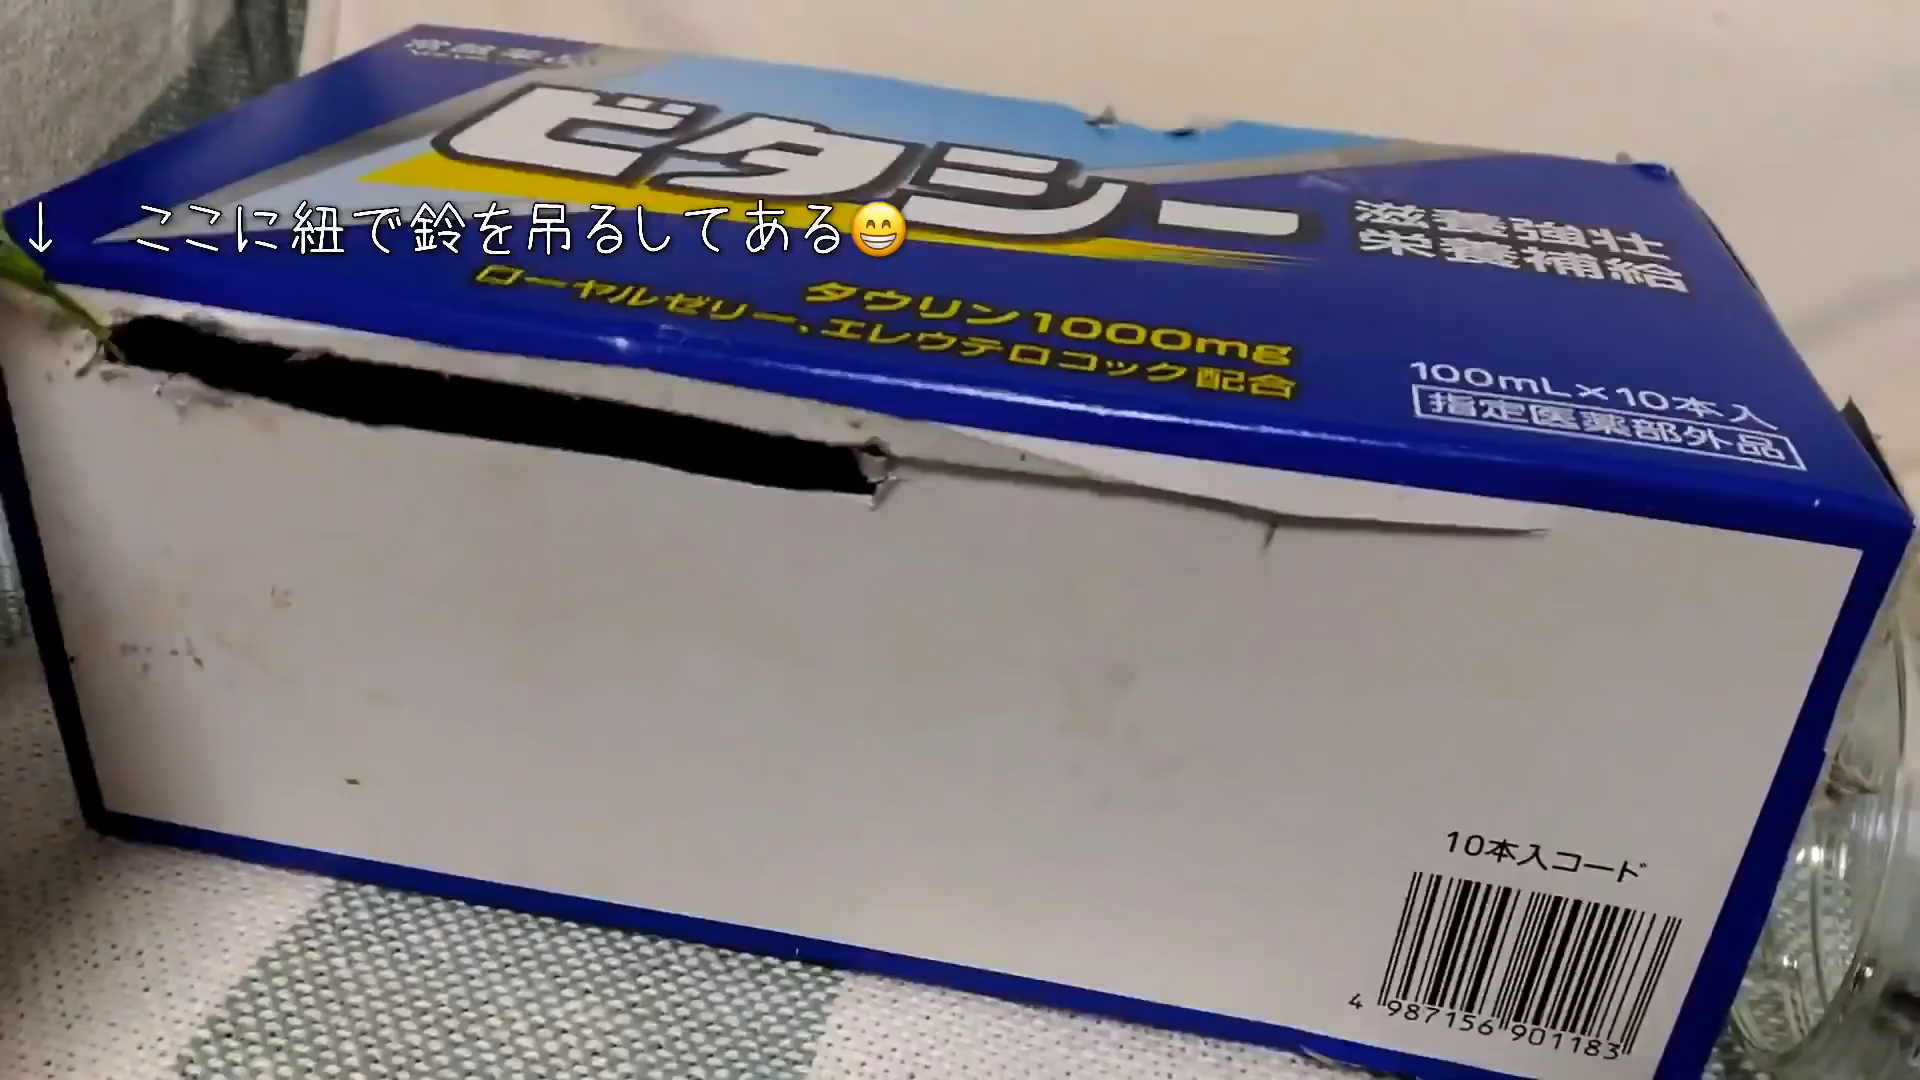 ビタシー
滋養強壮
栄養補給
↓ ここに紐で鈴を吊るしてある😁
タウリン1000mg
ローヤルゼリー、エレウテロコック配合
100mL×10本入
指定医薬部外品
10本入コード
4 987156 901183